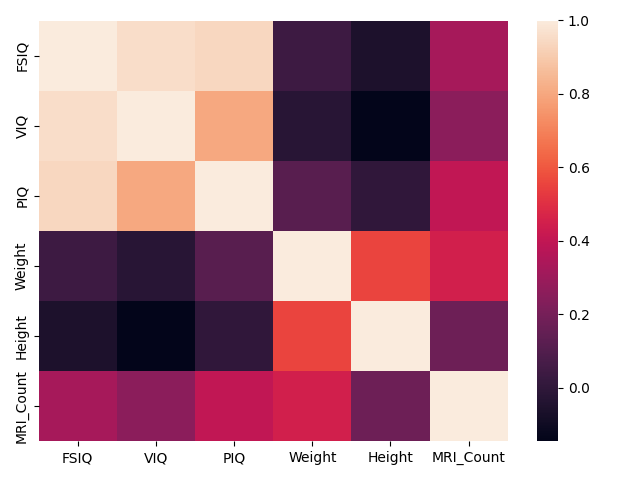 FSIQ
VIQ
PIQ
Weight
Height
MRI_Count
FSIQ VIQ PIQ Weight Height MRI_Count
1.0
0.8
0.6
0.4
0.2
0.0